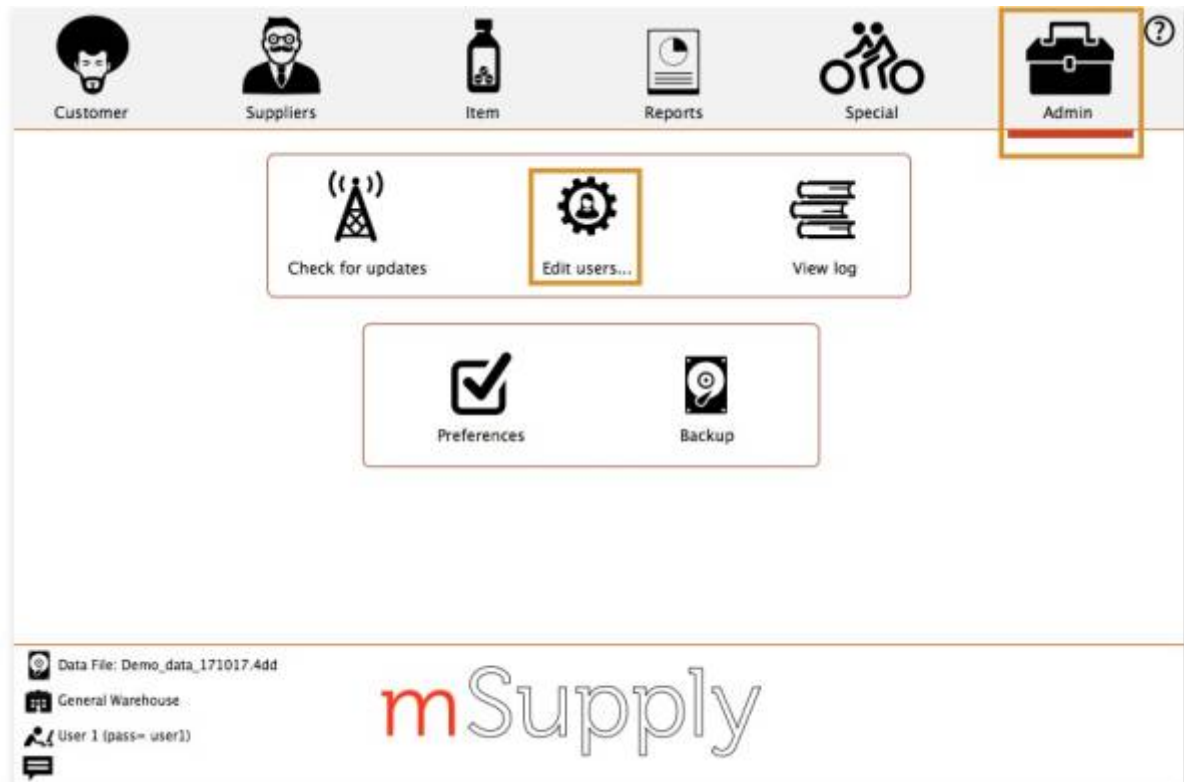 Customer Suppliers Item Reports Special Admin ?
Check for updates Edit users... View log
Preferences Backup
Data File: Demo_data_171017.4dd
General Warehouse
User 1 (pass= user1)
mSupply